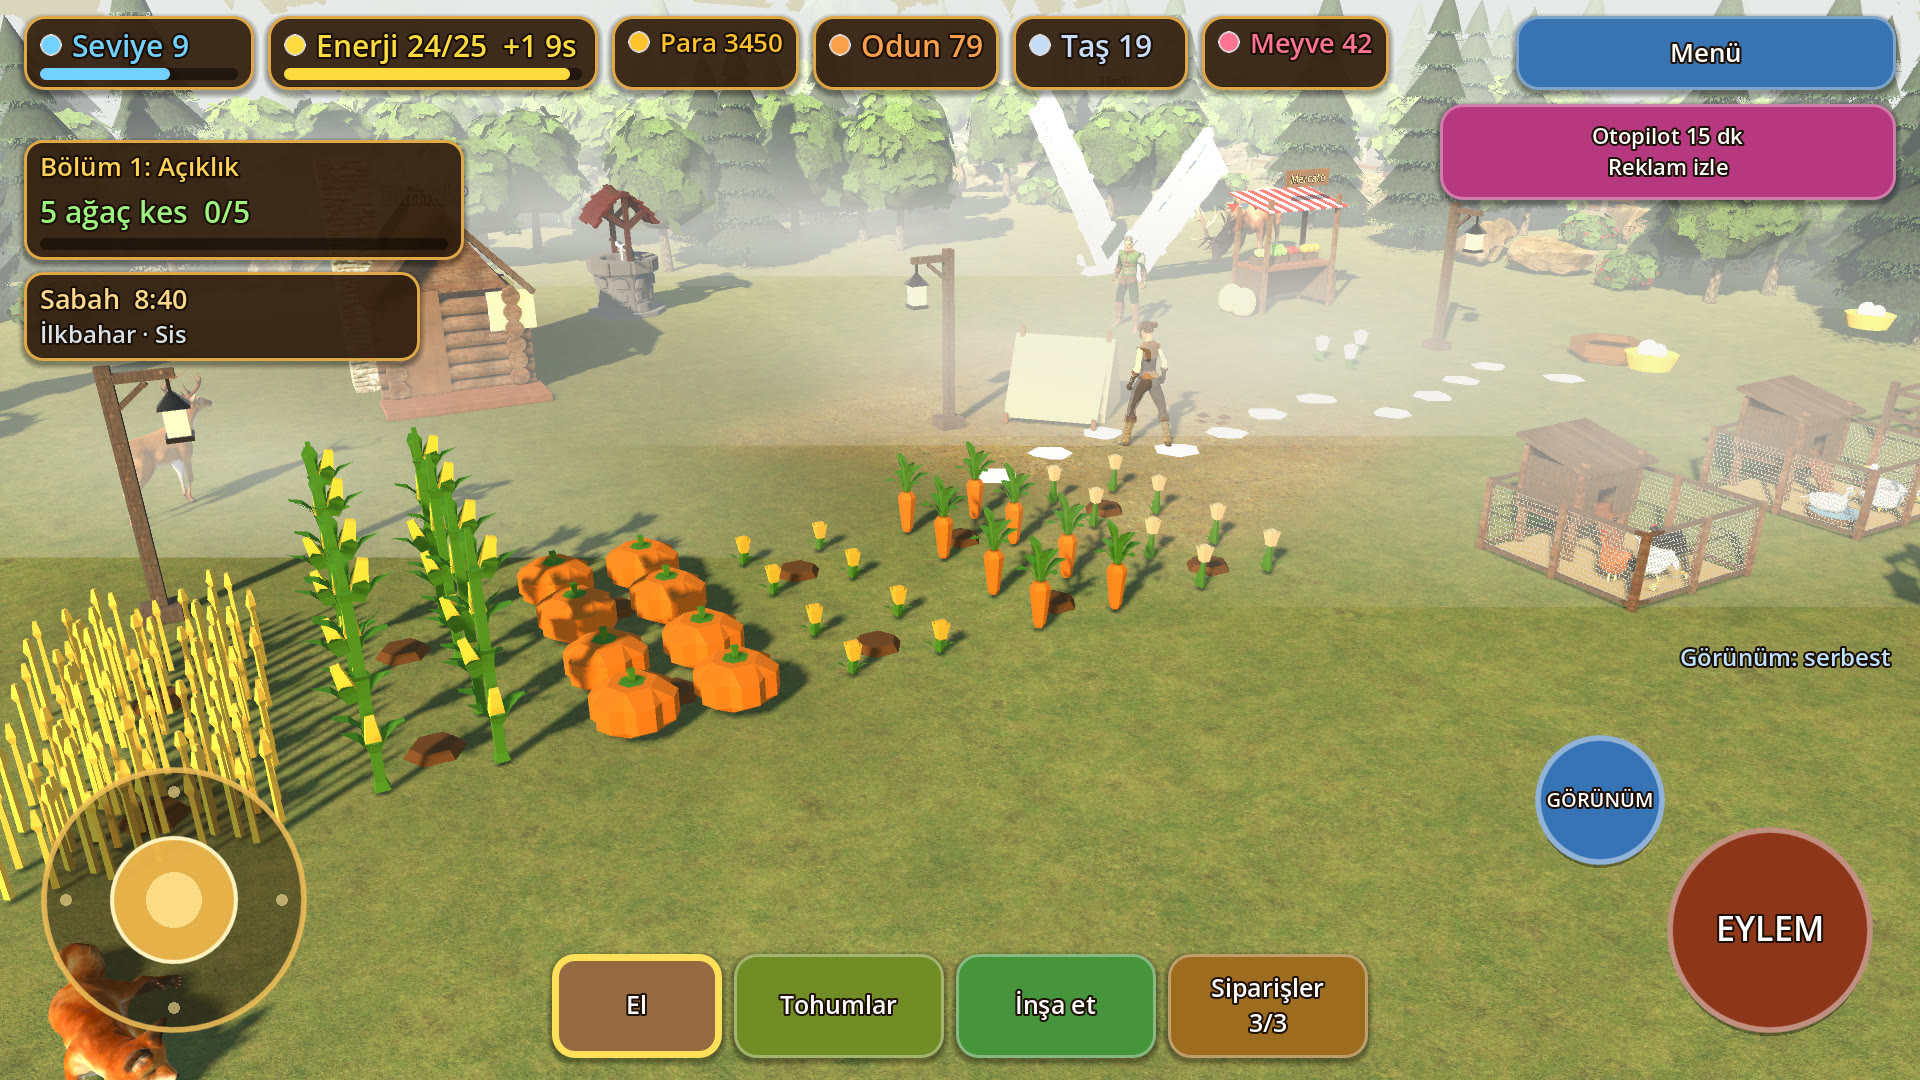 Seviye 9
Enerji 24/25 +1 9s
Para 3450
Odun 79
Taş 19
Meyve 42
Menü
Otopilot 15 dk
Reklam izle
Bölüm 1: Açıklık
5 ağaç kes 0/5
Sabah 8:40
İlkbahar · Sis
Mercato
Görünüm: serbest
GÖRÜNÜM
EYLEM
El
Tohumlar
İnşa et
Siparişler
3/3